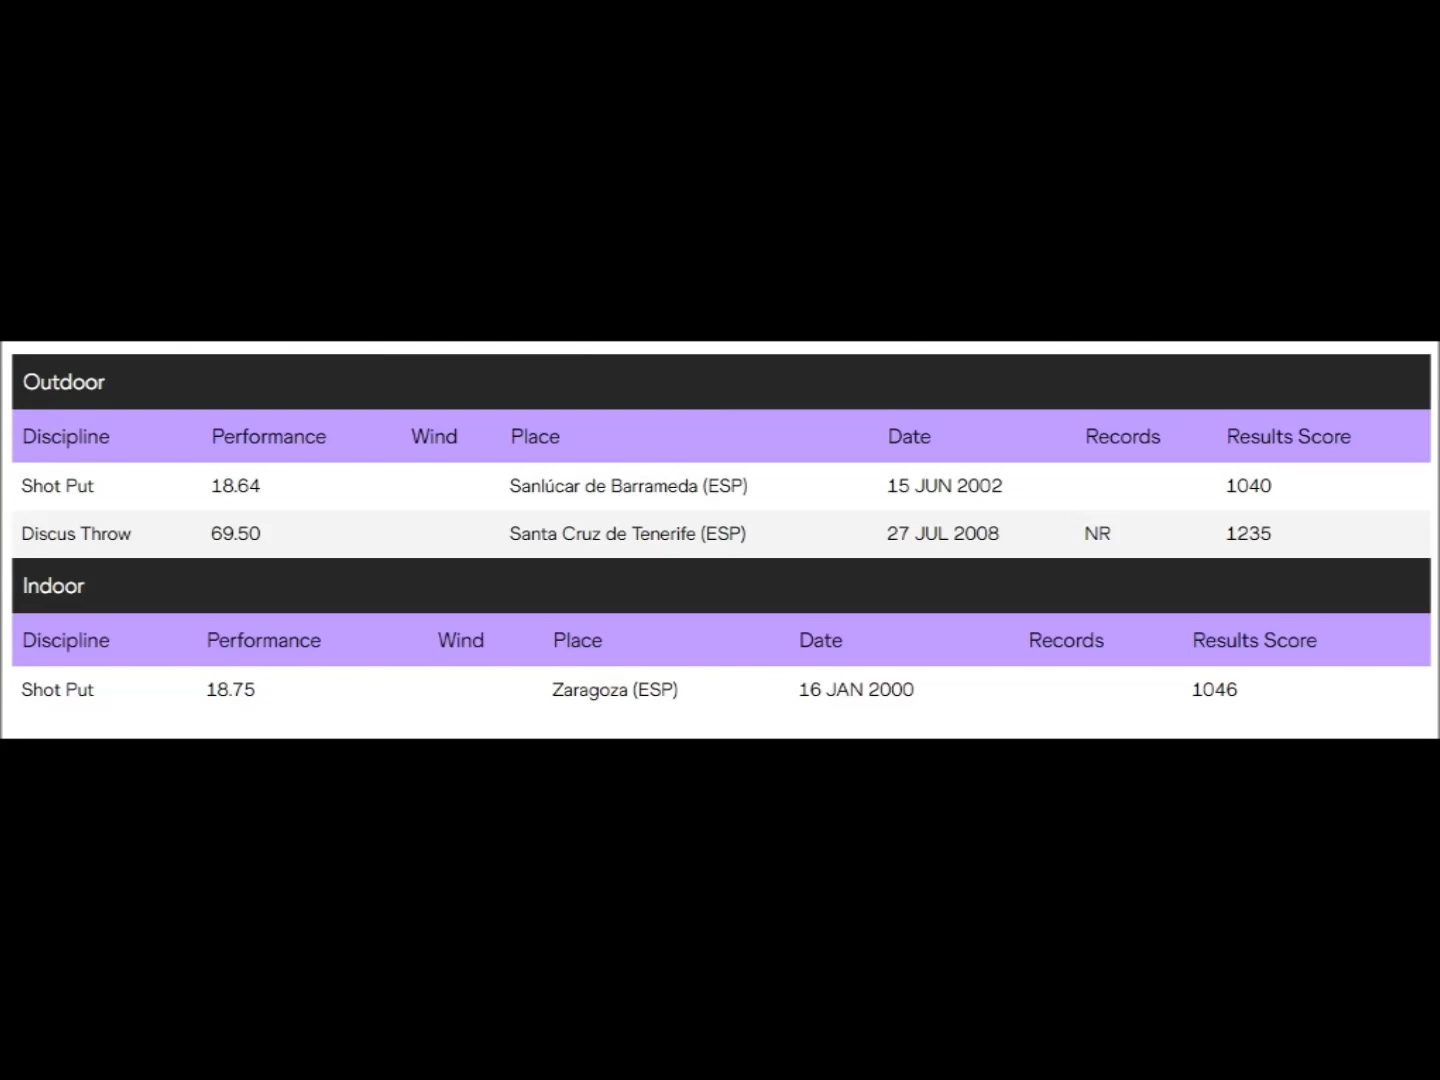 Outdoor
Discipline Performance Wind Place Date Records Results Score
Shot Put 18.64 Sanlúcar de Barrameda (ESP) 15 JUN 2002 1040
Discus Throw 69.50 Santa Cruz de Tenerife (ESP) 27 JUL 2008 NR 1235
Indoor
Discipline Performance Wind Place Date Records Results Score
Shot Put 18.75 Zaragoza (ESP) 16 JAN 2000 1046